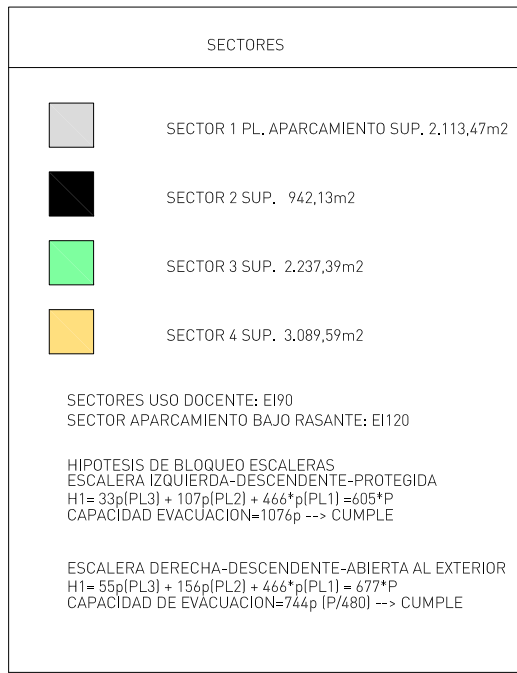 SECTORES
SECTOR 1 PL. APARCAMIENTO SUP. 2.113,47m2
SECTOR 2 SUP. 942,13m2
SECTOR 3 SUP. 2.237,39m2
SECTOR 4 SUP. 3.089,59m2
SECTORES USO DOCENTE: EI90
SECTOR APARCAMIENTO BAJO RASANTE: EI120
HIPOTESIS DE BLOQUEO ESCALERAS
ESCALERA IZQUIERDA-DESCENDENTE-PROTEGIDA
H1= 33p(PL3) + 107p(PL2) + 466*p(PL1) =605*P
CAPACIDAD EVACUACION=1076p --> CUMPLE
ESCALERA DERECHA-DESCENDENTE-ABIERTA AL EXTERIOR
H1= 55p(PL3) + 156p(PL2) + 466*p(PL1) = 677*P
CAPACIDAD DE EVACUACION=744p (P/480) --> CUMPLE